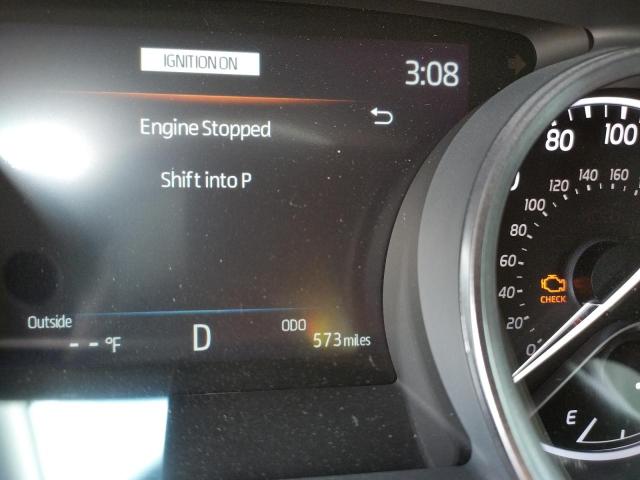 IGNITION ON
3:08
Engine Stopped
Shift into P
Outside
- - °F
D
ODO
573 miles
80
100
120
140
160
100
80
60
40
20
0
CHECK
E